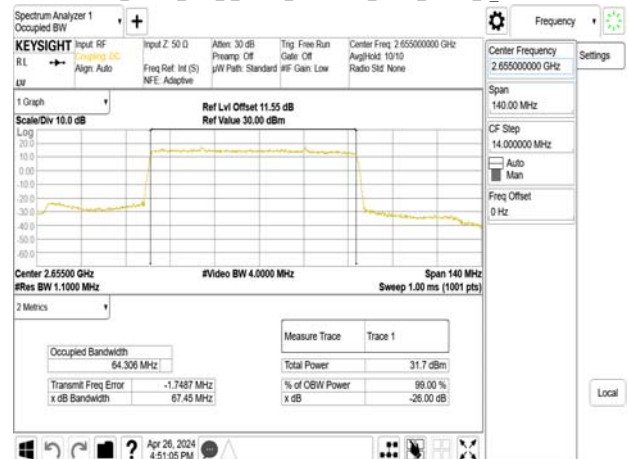 Spectrum Analyzer 1
Occupied BW
Frequency
KEYSIGHT
RL
Input: RF
Coupling: DC
Align: Auto
Input Z: 50 Ω
Freq Ref: Int (S)
NFE: Adaptive
Atten: 30 dB
Preamp: Off
µW Path: Standard
Trig: Free Run
Gate: Off
#IF Gain: Low
Center Freq: 2.655000000 GHz
Avg|Hold: 10/10
Radio Std: None
Center Frequency
2.655000000 GHz
Settings
Span
140.00 MHz
CF Step
14.000000 MHz
Auto
Man
Freq Offset
0 Hz
1 Graph
Scale/Div 10.0 dB
Ref Lvl Offset 11.55 dB
Ref Value 30.00 dBm
Log
20.0
10.0
0.00
-10.0
-20.0
-30.0
-40.0
-50.0
-60.0
Center 2.65500 GHz
#Res BW 1.1000 MHz
#Video BW 4.0000 MHz
Span 140 MHz
Sweep 1.00 ms (1001 pts)
2 Metrics
Measure Trace Trace 1
Occupied Bandwidth
64.306 MHz
Total Power 31.7 dBm
Transmit Freq Error -1.7487 MHz
% of OBW Power 99.00 %
x dB Bandwidth 67.45 MHz
x dB -26.00 dB
Local
?
Apr 26, 2024
4:51:05 PM